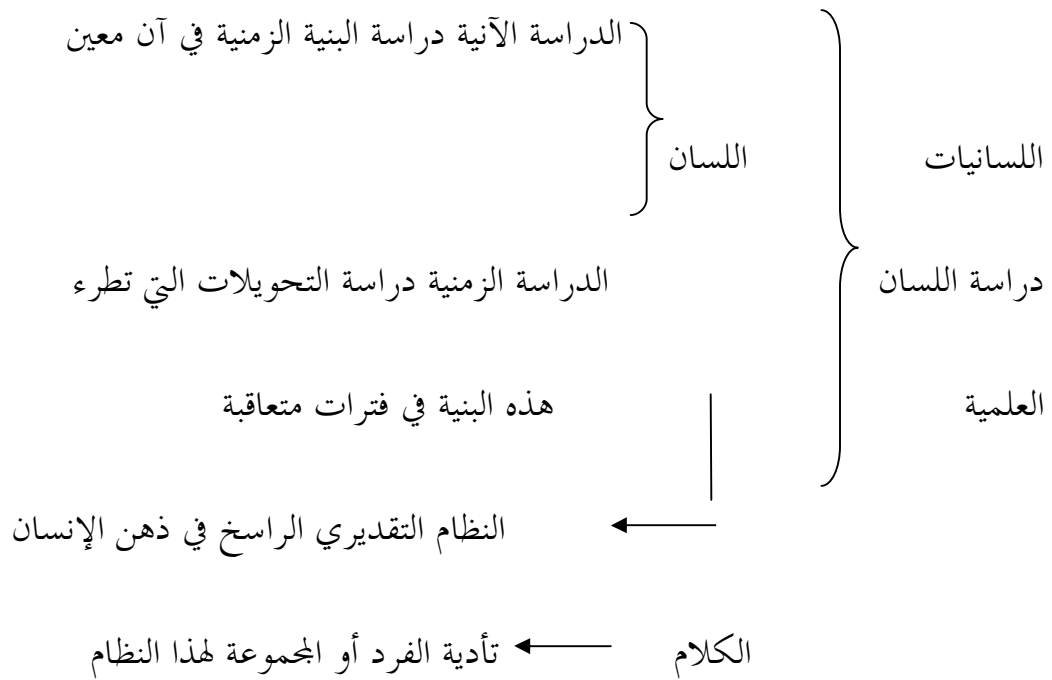 الدراسة الآنية دراسة البنية الزمنية في آن معين
اللسانيات اللسان
دراسة اللسان الدراسة الزمنية دراسة التحويلات التي تطرء
العلمية هذه البنية في فترات متعاقبة
النظام التقديري الراسخ في ذهن الإنسان
الكلام تأدية الفرد أو المجموعة لهذا النظام